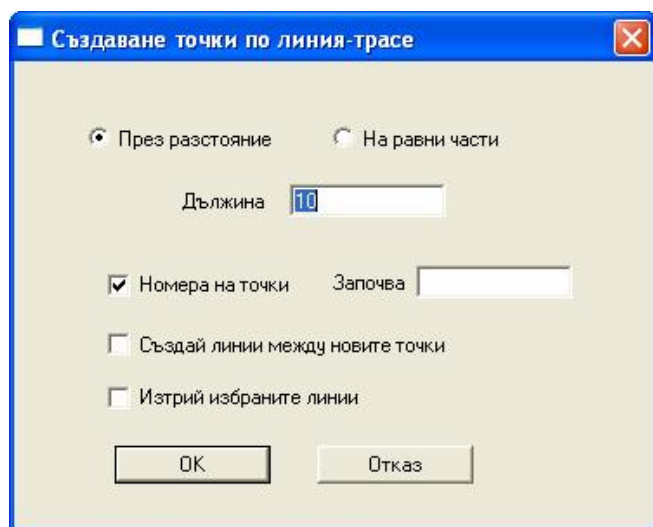 Създаване точки по линия-трасе
През разстояние На равни части
Дължина 10
Номера на точки Започва
Създай линии между новите точки
Изтрий избраните линии
OK Отказ